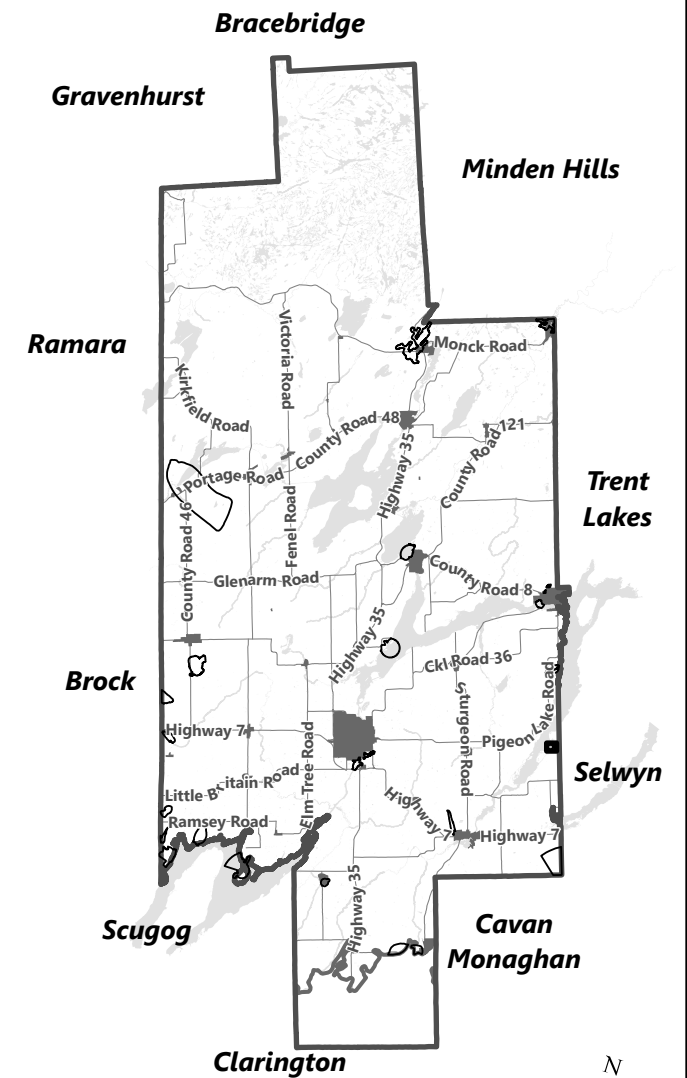 Bracebridge
Gravenhurst
Minden Hills
Ramara
Victoria Road
Monck Road
Kirkfield Road
County Road 48
121
Highway 35
County Road
Portage Road
Trent
Lakes
County Road 46
Fenel Road
Glenarm Road
County Road 8
Highway 35
Ckl Road 36
Brock
Sturgeon Road
Pigeon Lake Road
Highway 7
Elm Tree Road
Selwyn
Little Britain Road
Ramsey Road
Highway 7
Highway 7
Highway 35
Scugog
Cavan
Monaghan
Clarington
N